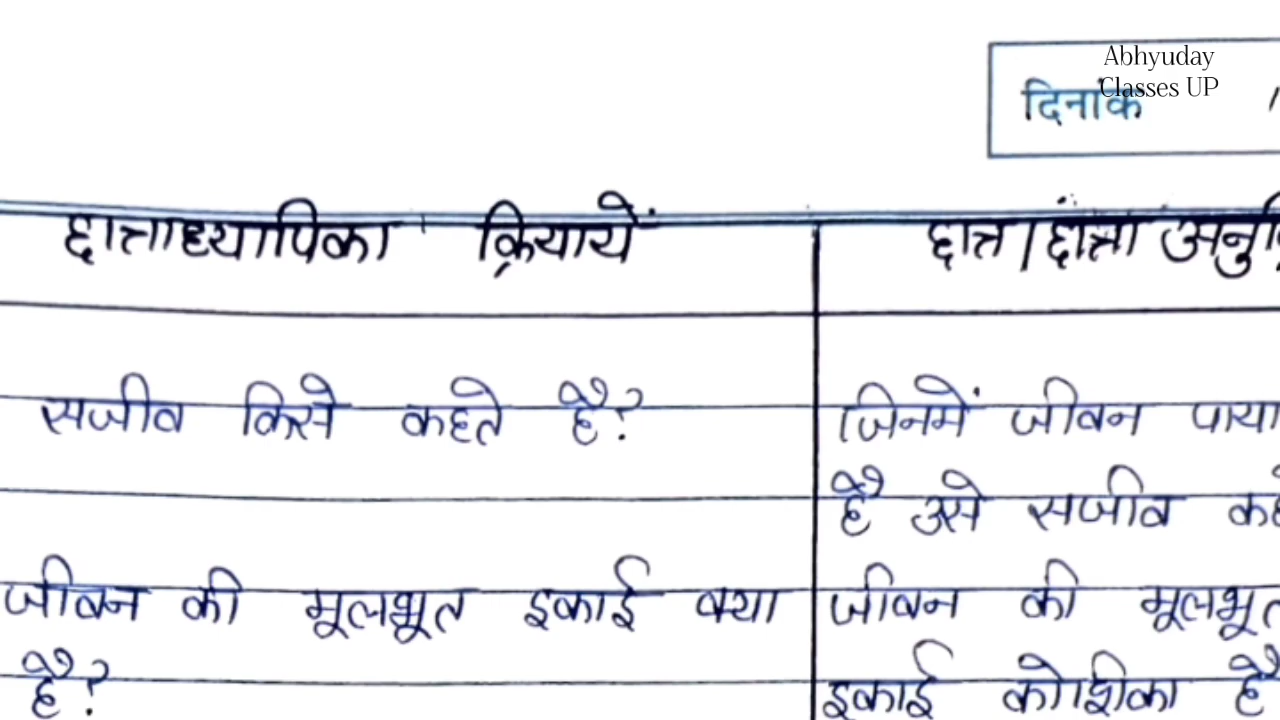 Abhyuday
Classes UP
दिनांक /
छात्राध्यापिका क्रियायें
छात्र/छात्रा
सजीव किसे कहते है?
जिनमें जीवन पाया
है उसे सजीव
जीवन की मूलभूत इकाई क्या
है?
जीवन की मूलभूत
इकाई कोशिका है